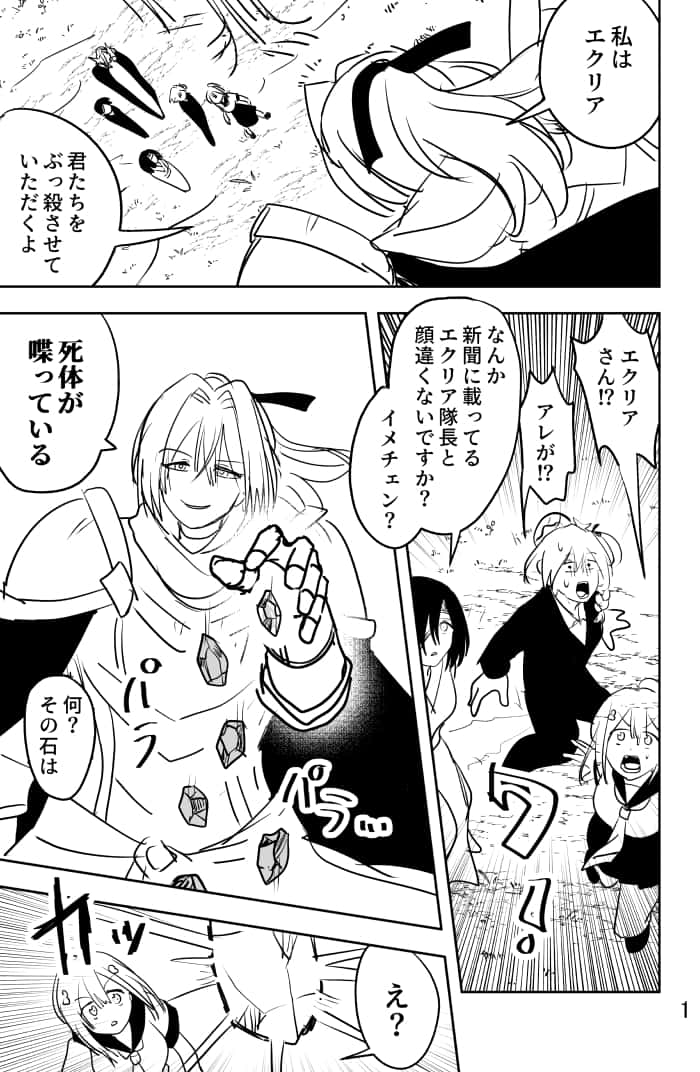 私は
エクリア
君たちを
ぶっ殺させて
いただくよ
エクリア
さん!?
アレが!?
なんか
新聞に載ってる
エクリア隊長と
顔違くないですか?
イメチェン?
ワ!
死体が
喋っている
パラパラ…
何?
その石は
え?
カッ
1